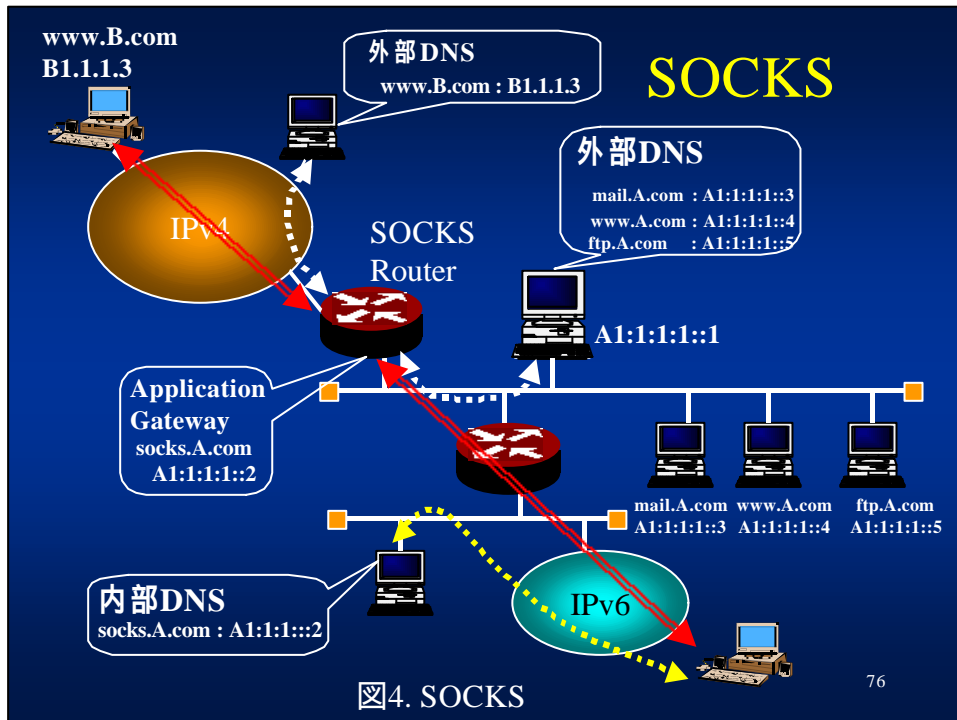 www.B.com
B1.1.1.3
外部DNS
www.B.com : B1.1.1.3
SOCKS
外部DNS
mail.A.com : A1:1:1:1::3
www.A.com : A1:1:1:1::4
ftp.A.com : A1:1:1:1::5
IPv4
SOCKS
Router
A1:1:1:1::1
Application
Gateway
socks.A.com
A1:1:1:1::2
mail.A.com
A1:1:1:1::3
www.A.com
A1:1:1:1::4
ftp.A.com
A1:1:1:1::5
内部DNS
socks.A.com : A1:1:1:::2
IPv6
図4. SOCKS
76